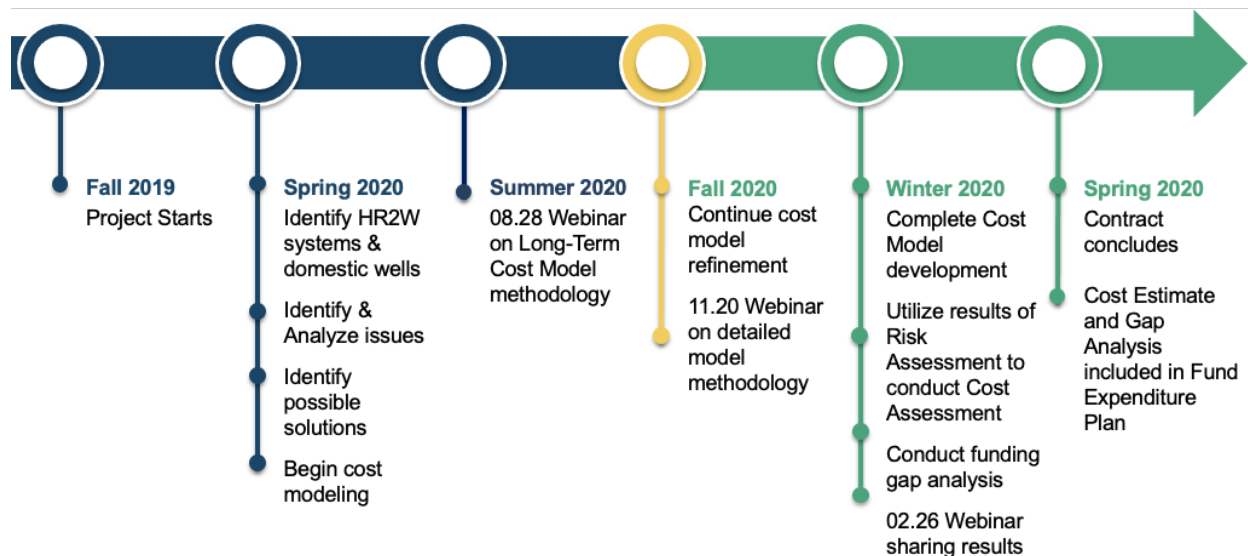 Fall 2019
Project Starts
Spring 2020
Identify HR2W
systems &
domestic wells
Identify &
Analyze issues
Identify
possible
solutions
Begin cost
modeling
Summer 2020
08.28 Webinar
on Long-Term
Cost Model
methodology
Fall 2020
Continue cost
model
refinement
11.20 Webinar
on detailed
model
methodology
Winter 2020
Complete Cost
Model
development
Utilize results of
Risk
Assessment to
conduct Cost
Assessment
Conduct funding
gap analysis
02.26 Webinar
sharing results
Spring 2020
Contract
concludes
Cost Estimate
and Gap
Analysis
included in Fund
Expenditure
Plan